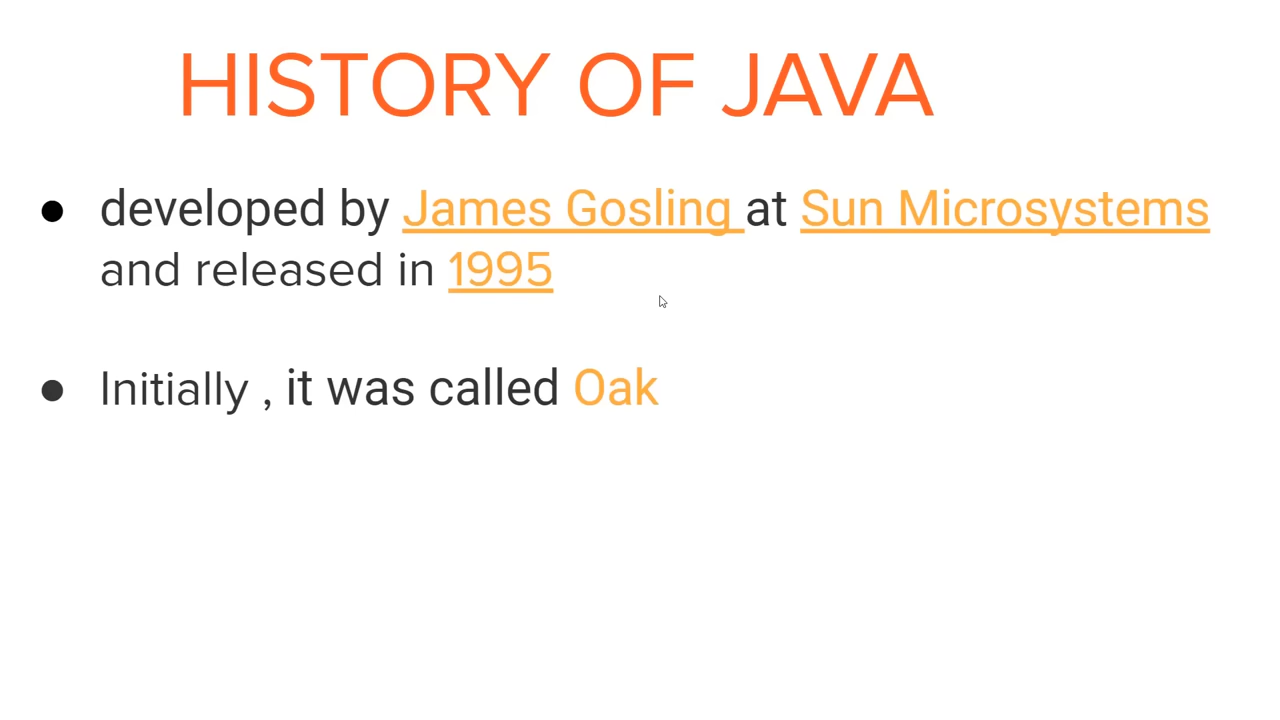 HISTORY OF JAVA
● developed by James Gosling at Sun Microsystems
and released in 1995
● Initially , it was called Oak